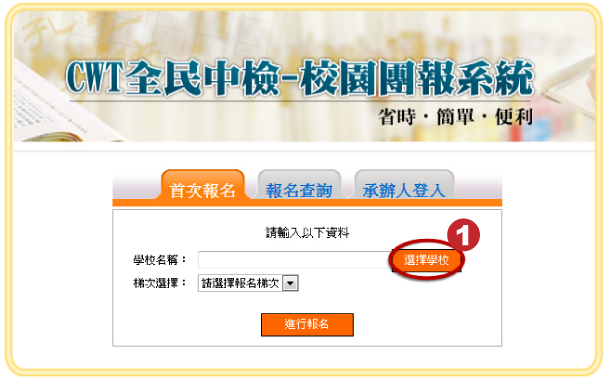 CWT全民中檢-校園團報系統
省時·簡單·便利
首次報名 報名查詢 承辦人登入
請輸入以下資料
1
學校名稱： 選擇學校
梯次選擇： 請選擇報名梯次
進行報名